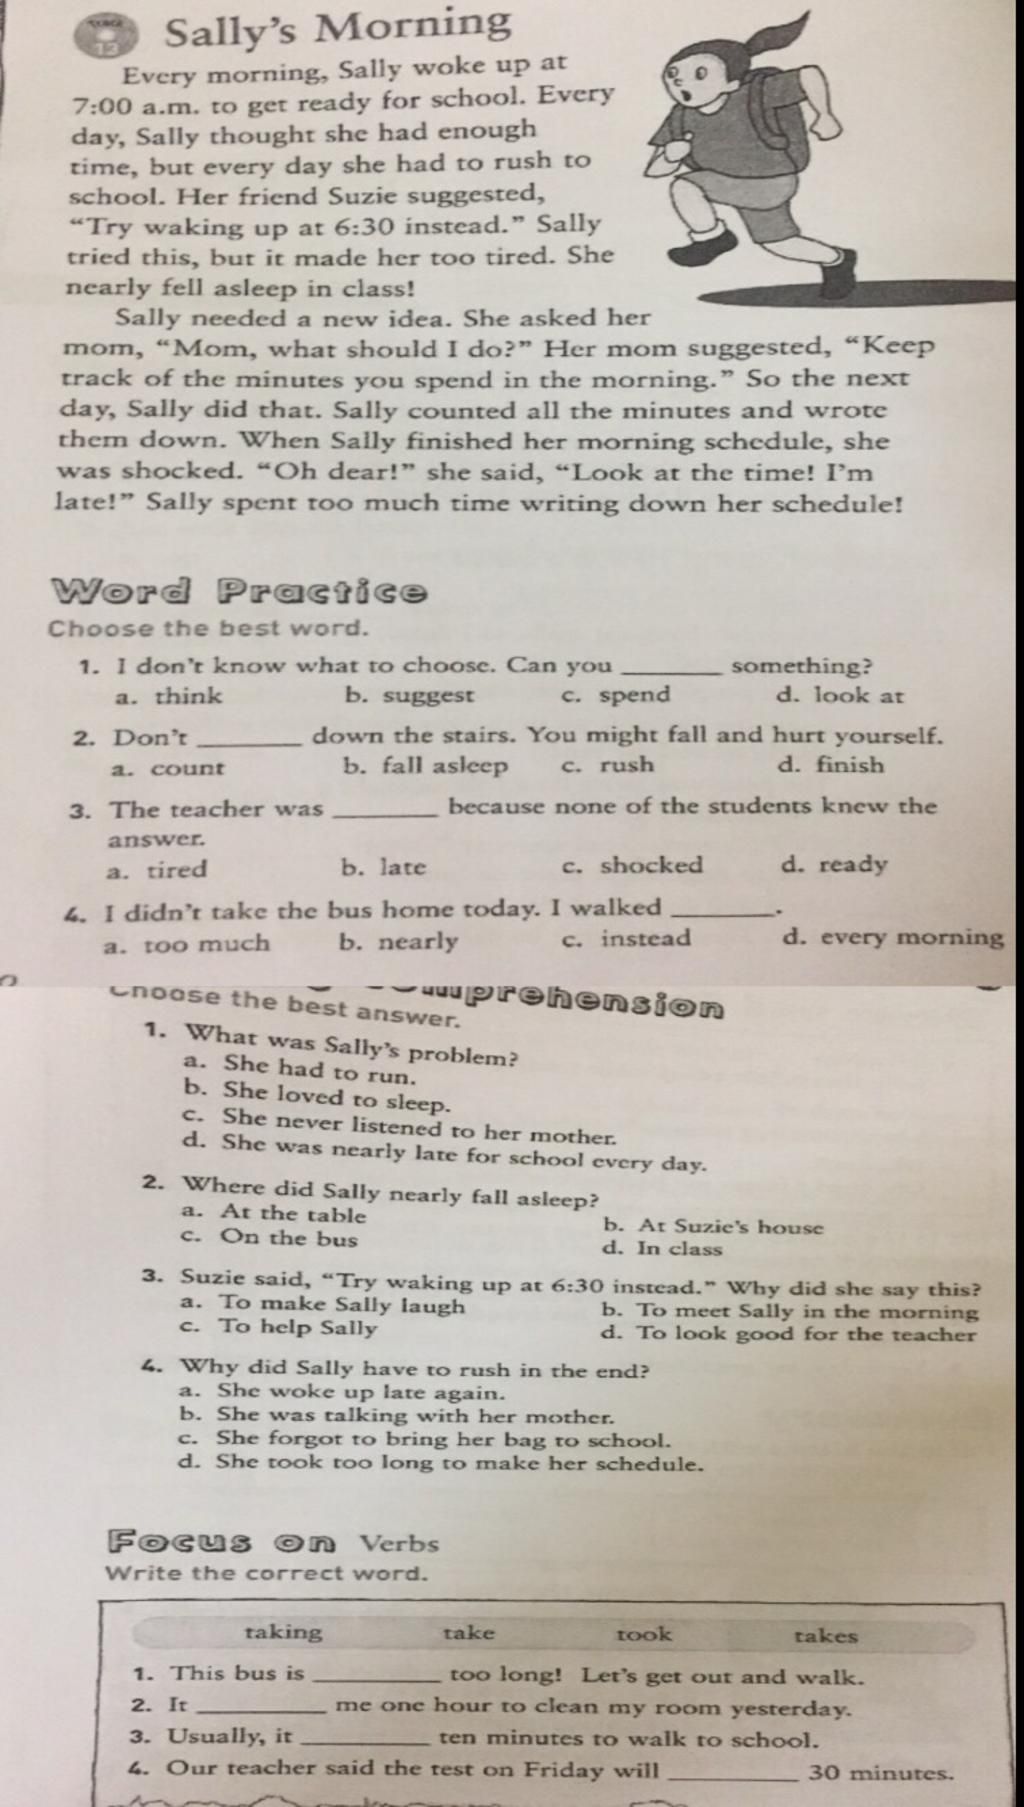 TRACK
13
Sally's Morning
Every morning, Sally woke up at
7:00 a.m. to get ready for school. Every
day, Sally thought she had enough
time, but every day she had to rush to
school. Her friend Suzie suggested,
“Try waking up at 6:30 instead.” Sally
tried this, but it made her too tired. She
nearly fell asleep in class!
Sally needed a new idea. She asked her
mom, “Mom, what should I do?” Her mom suggested, “Keep
track of the minutes you spend in the morning.” So the next
day, Sally did that. Sally counted all the minutes and wrote
them down. When Sally finished her morning schedule, she
was shocked. “Oh dear!” she said, “Look at the time! I'm
late!” Sally spent too much time writing down her schedule!
Word Practice
Choose the best word.
1. I don't know what to choose. Can you ______ something?
a. think b. suggest c. spend d. look at
2. Don't ______ down the stairs. You might fall and hurt yourself.
a. count b. fall asleep c. rush d. finish
3. The teacher was ______ because none of the students knew the
answer.
a. tired b. late c. shocked d. ready
4. I didn't take the bus home today. I walked ______.
a. too much b. nearly c. instead d. every morning
Comprehension
Choose the best answer.
1. What was Sally's problem?
a. She had to run.
b. She loved to sleep.
c. She never listened to her mother.
d. She was nearly late for school every day.
2. Where did Sally nearly fall asleep?
a. At the table b. At Suzie's house
c. On the bus d. In class
3. Suzie said, “Try waking up at 6:30 instead.” Why did she say this?
a. To make Sally laugh b. To meet Sally in the morning
c. To help Sally d. To look good for the teacher
4. Why did Sally have to rush in the end?
a. She woke up late again.
b. She was talking with her mother.
c. She forgot to bring her bag to school.
d. She took too long to make her schedule.
Focus on Verbs
Write the correct word.
taking take took takes
1. This bus is ______ too long! Let's get out and walk.
2. It ______ me one hour to clean my room yesterday.
3. Usually, it ______ ten minutes to walk to school.
4. Our teacher said the test on Friday will ______ 30 minutes.